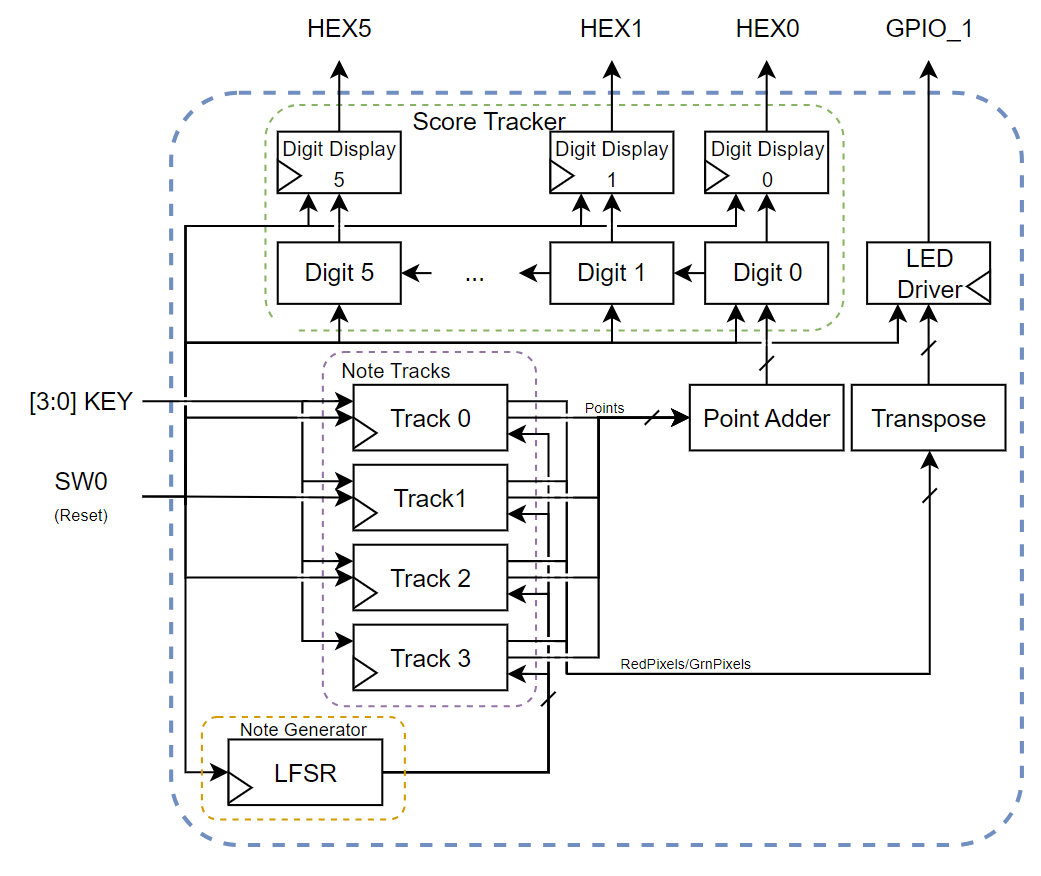 HEX5
HEX1
HEX0
GPIO_1
Score Tracker
Digit Display
5
Digit Display
1
Digit Display
0
Digit 5
...
Digit 1
Digit 0
LED
Driver
Note Tracks
[3:0] KEY
Track 0
Points
Point Adder
Transpose
SW0
(Reset)
Track1
Track 2
Track 3
RedPixels/GrnPixels
Note Generator
LFSR